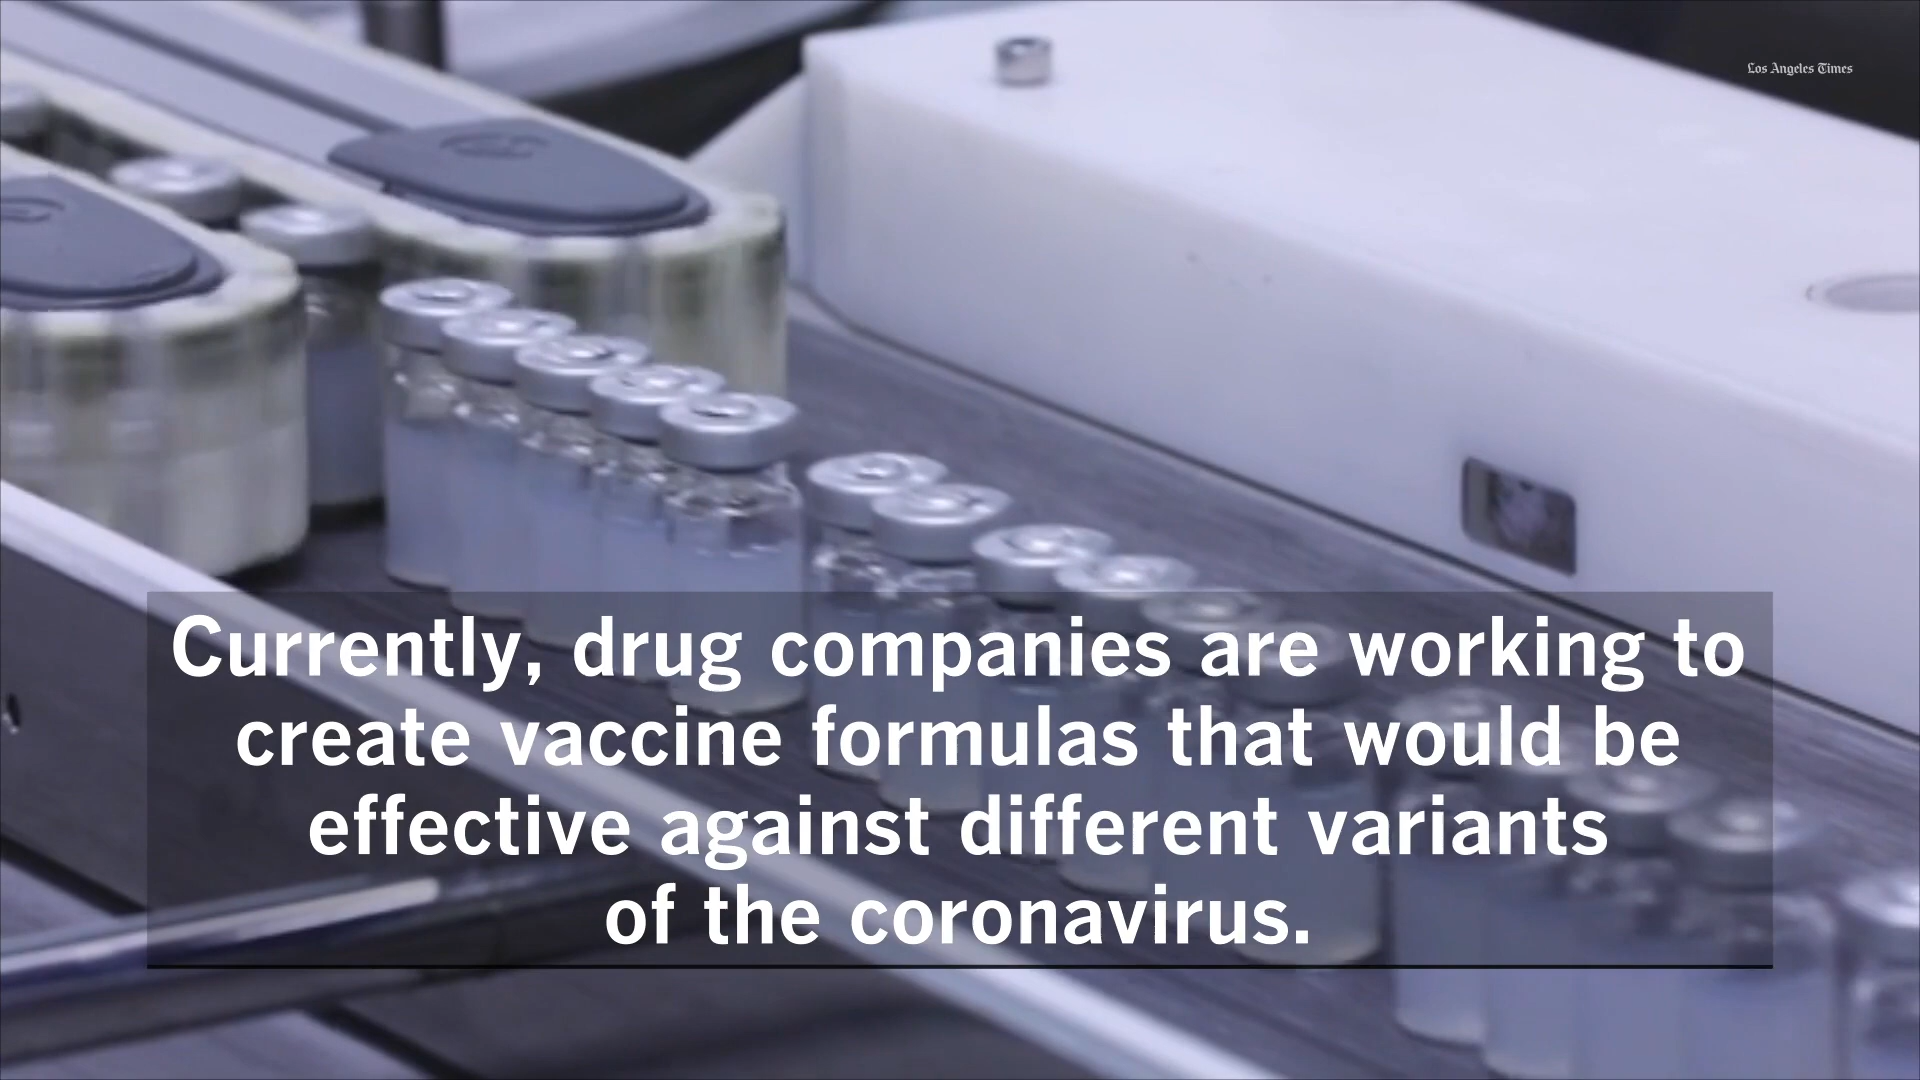 Los Angeles Times
Currently, drug companies are working to
create vaccine formulas that would be
effective against different variants
of the coronavirus.